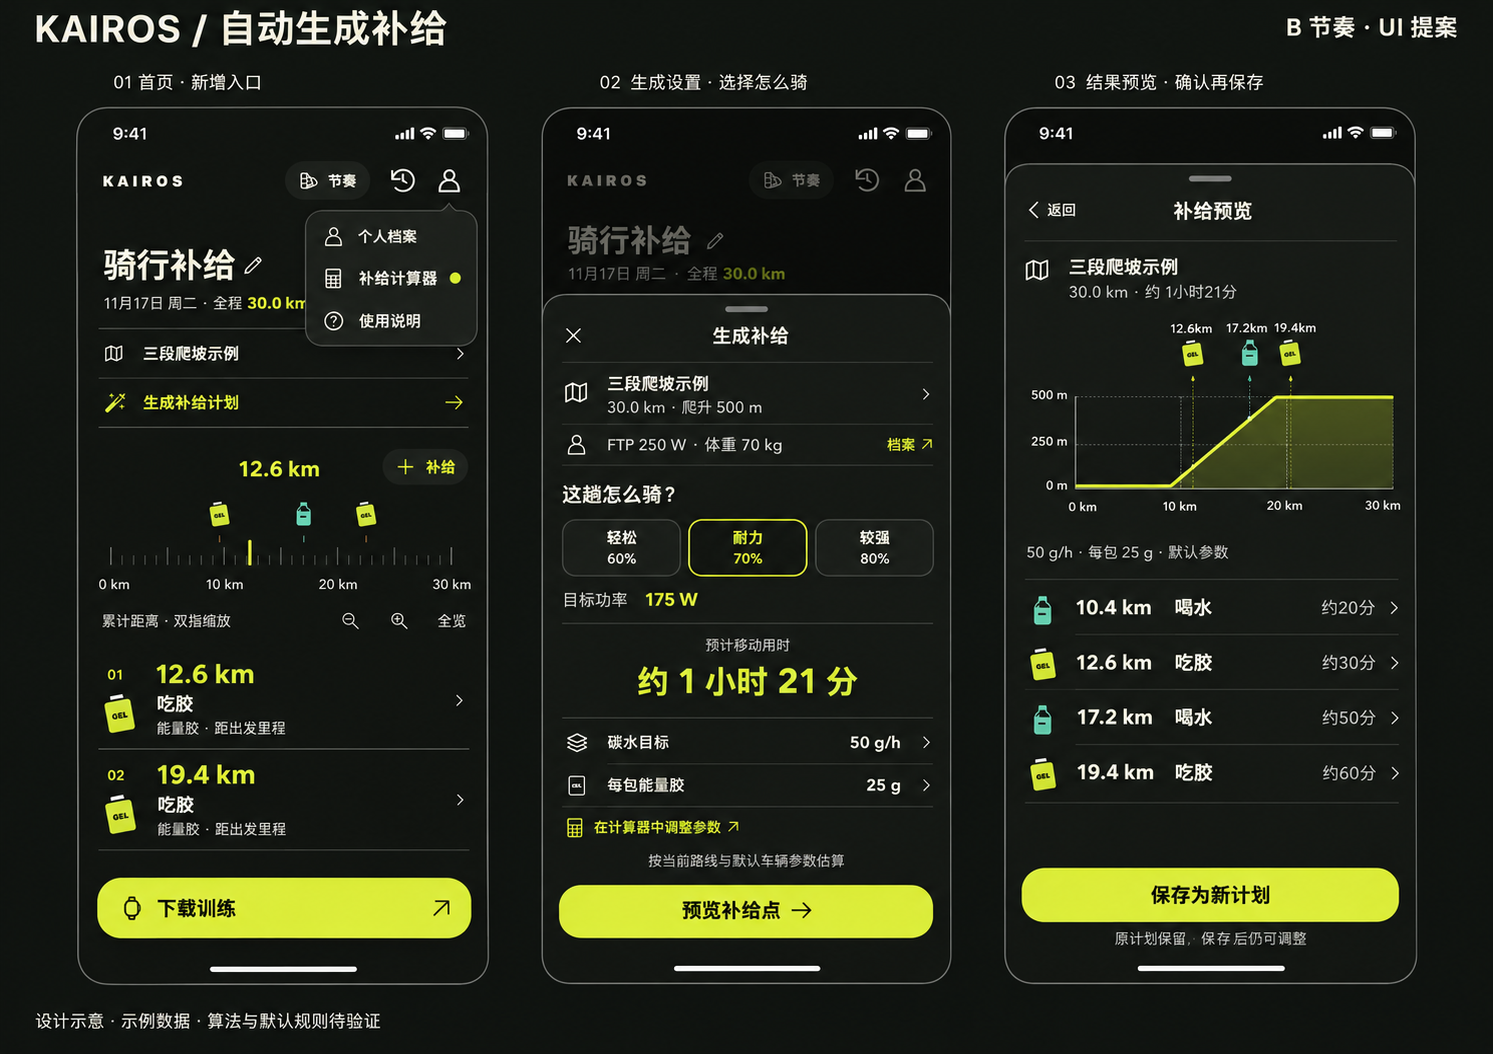 KAIROS / 自动生成补给
B 节奏 · UI 提案
01 首页 · 新增入口
9:41
KAIROS
节奏
个人档案
补给计算器
使用说明
骑行补给
11月17日 周二 · 全程 30.0 km
三段爬坡示例
生成补给计划
12.6 km
+ 补给
GEL
GEL
0 km
10 km
20 km
30 km
累计距离 · 双指缩放
全览
01
12.6 km
吃胶
GEL
能量胶 · 距出发里程
02
19.4 km
吃胶
GEL
能量胶 · 距出发里程
下载训练
02 生成设置 · 选择怎么骑
9:41
KAIROS
节奏
骑行补给
11月17日 周二 · 全程 30.0 km
生成补给
三段爬坡示例
30.0 km · 爬升 500 m
FTP 250 W · 体重 70 kg
档案
这趟怎么骑？
轻松
60%
耐力
70%
较强
80%
目标功率 175 W
预计移动用时
约 1 小时 21 分
碳水目标
50 g/h
每包能量胶
25 g
在计算器中调整参数
按当前路线与默认车辆参数估算
预览补给点
03 结果预览 · 确认再保存
9:41
返回
补给预览
三段爬坡示例
30.0 km · 约 1小时21分
12.6km
17.2km
19.4km
GEL
GEL
500 m
250 m
0 m
0 km
10 km
20 km
30 km
50 g/h · 每包 25 g · 默认参数
10.4 km 喝水 约20分
GEL 12.6 km 吃胶 约30分
17.2 km 喝水 约50分
GEL 19.4 km 吃胶 约60分
保存为新计划
原计划保留, · 保存后仍可调整
设计示意 · 示例数据 · 算法与默认规则待验证